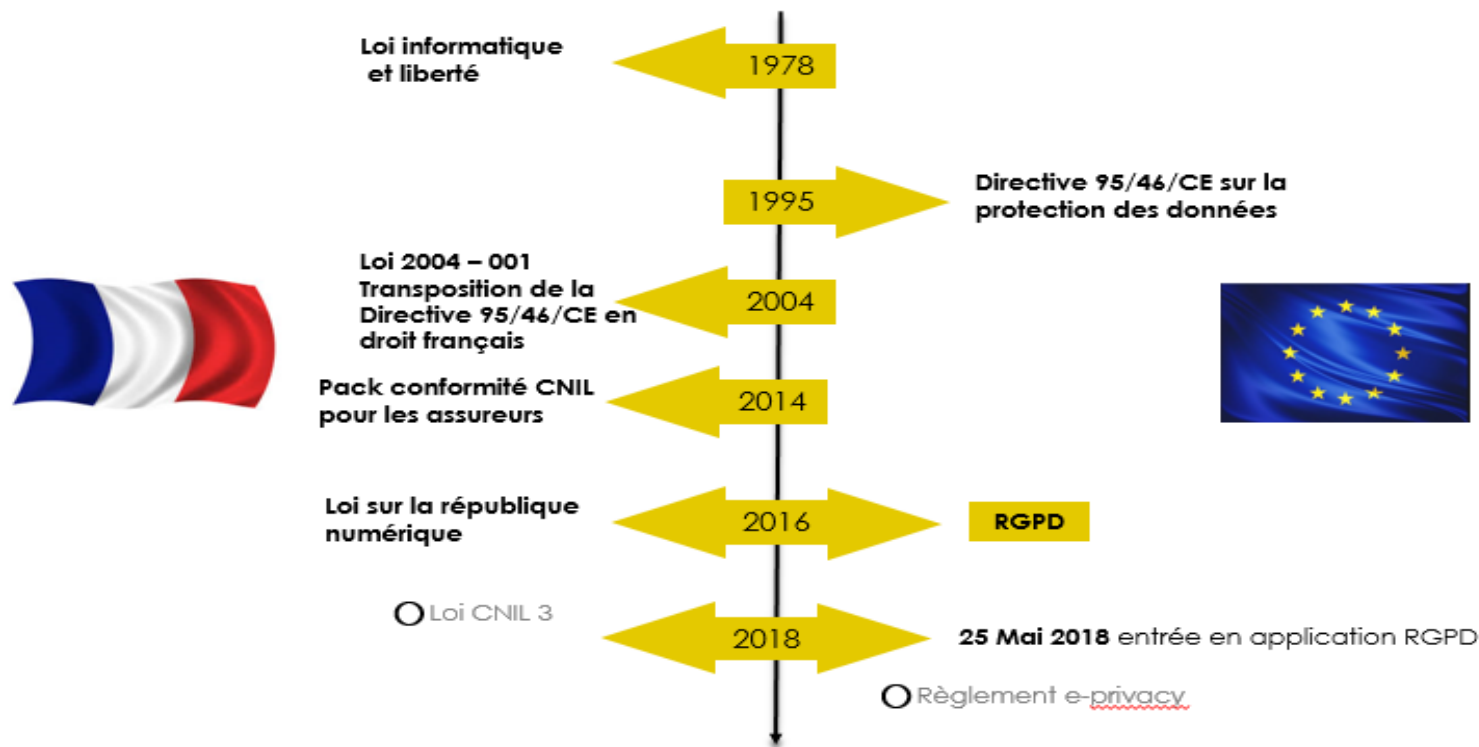 Loi informatique
et liberté
1978
1995
Directive 95/46/CE sur la
protection des données
Loi 2004 – 001
Transposition de la
Directive 95/46/CE en
droit français
2004
Pack conformité CNIL
pour les assureurs
2014
Loi sur la république
numérique
2016
RGPD
Loi CNIL 3
2018
25 Mai 2018 entrée en application RGPD
Règlement e-privacy